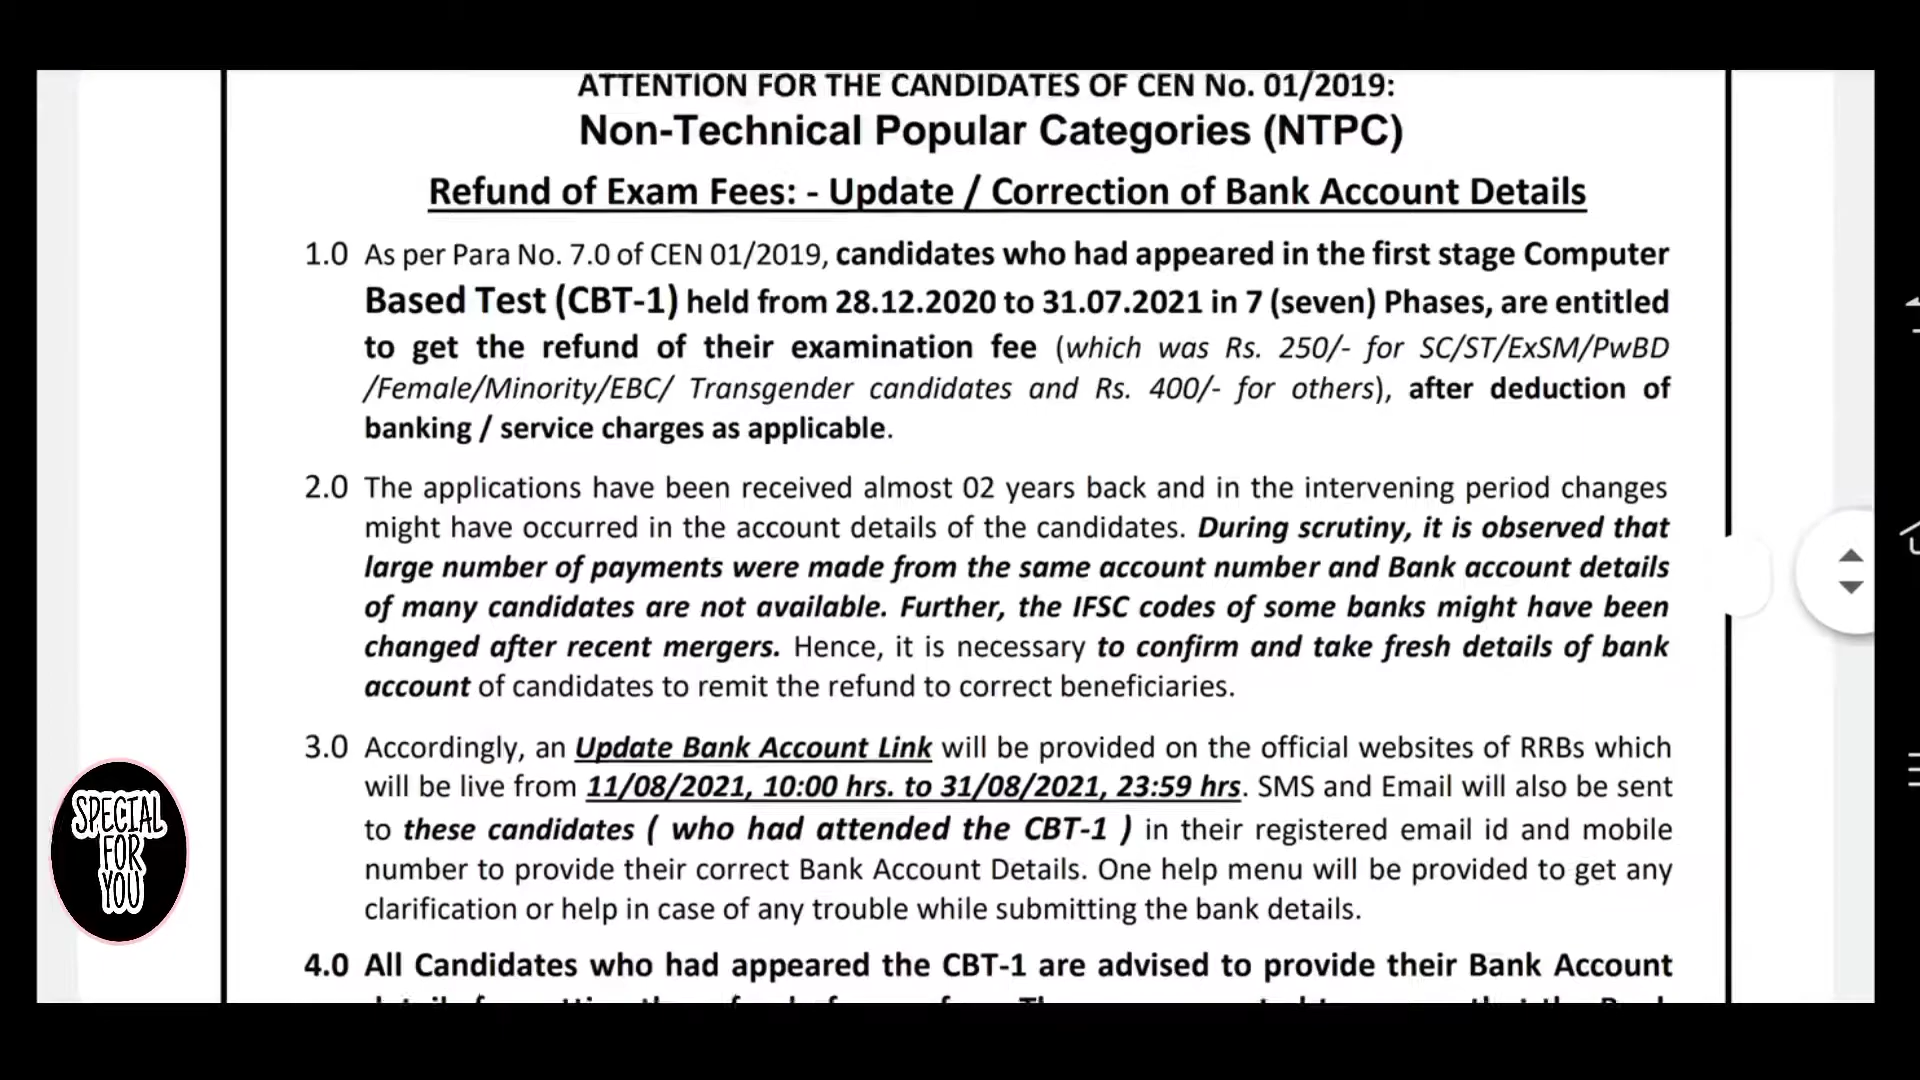 ATTENTION FOR THE CANDIDATES OF CEN No. 01/2019:
Non-Technical Popular Categories (NTPC)
Refund of Exam Fees: - Update / Correction of Bank Account Details
1.0 As per Para No. 7.0 of CEN 01/2019, candidates who had appeared in the first stage Computer
Based Test (CBT-1) held from 28.12.2020 to 31.07.2021 in 7 (seven) Phases, are entitled
to get the refund of their examination fee (which was Rs. 250/- for SC/ST/ExSM/PwBD
/Female/Minority/EBC/ Transgender candidates and Rs. 400/- for others), after deduction of
banking / service charges as applicable.
2.0 The applications have been received almost 02 years back and in the intervening period changes
might have occurred in the account details of the candidates. During scrutiny, it is observed that
large number of payments were made from the same account number and Bank account details
of many candidates are not available. Further, the IFSC codes of some banks might have been
changed after recent mergers. Hence, it is necessary to confirm and take fresh details of bank
account of candidates to remit the refund to correct beneficiaries.
3.0 Accordingly, an Update Bank Account Link will be provided on the official websites of RRBs which
will be live from 11/08/2021, 10:00 hrs. to 31/08/2021, 23:59 hrs. SMS and Email will also be sent
to these candidates ( who had attended the CBT-1 ) in their registered email id and mobile
number to provide their correct Bank Account Details. One help menu will be provided to get any
clarification or help in case of any trouble while submitting the bank details.
4.0 All Candidates who had appeared the CBT-1 are advised to provide their Bank Account
SPECIAL
FOR
YOU